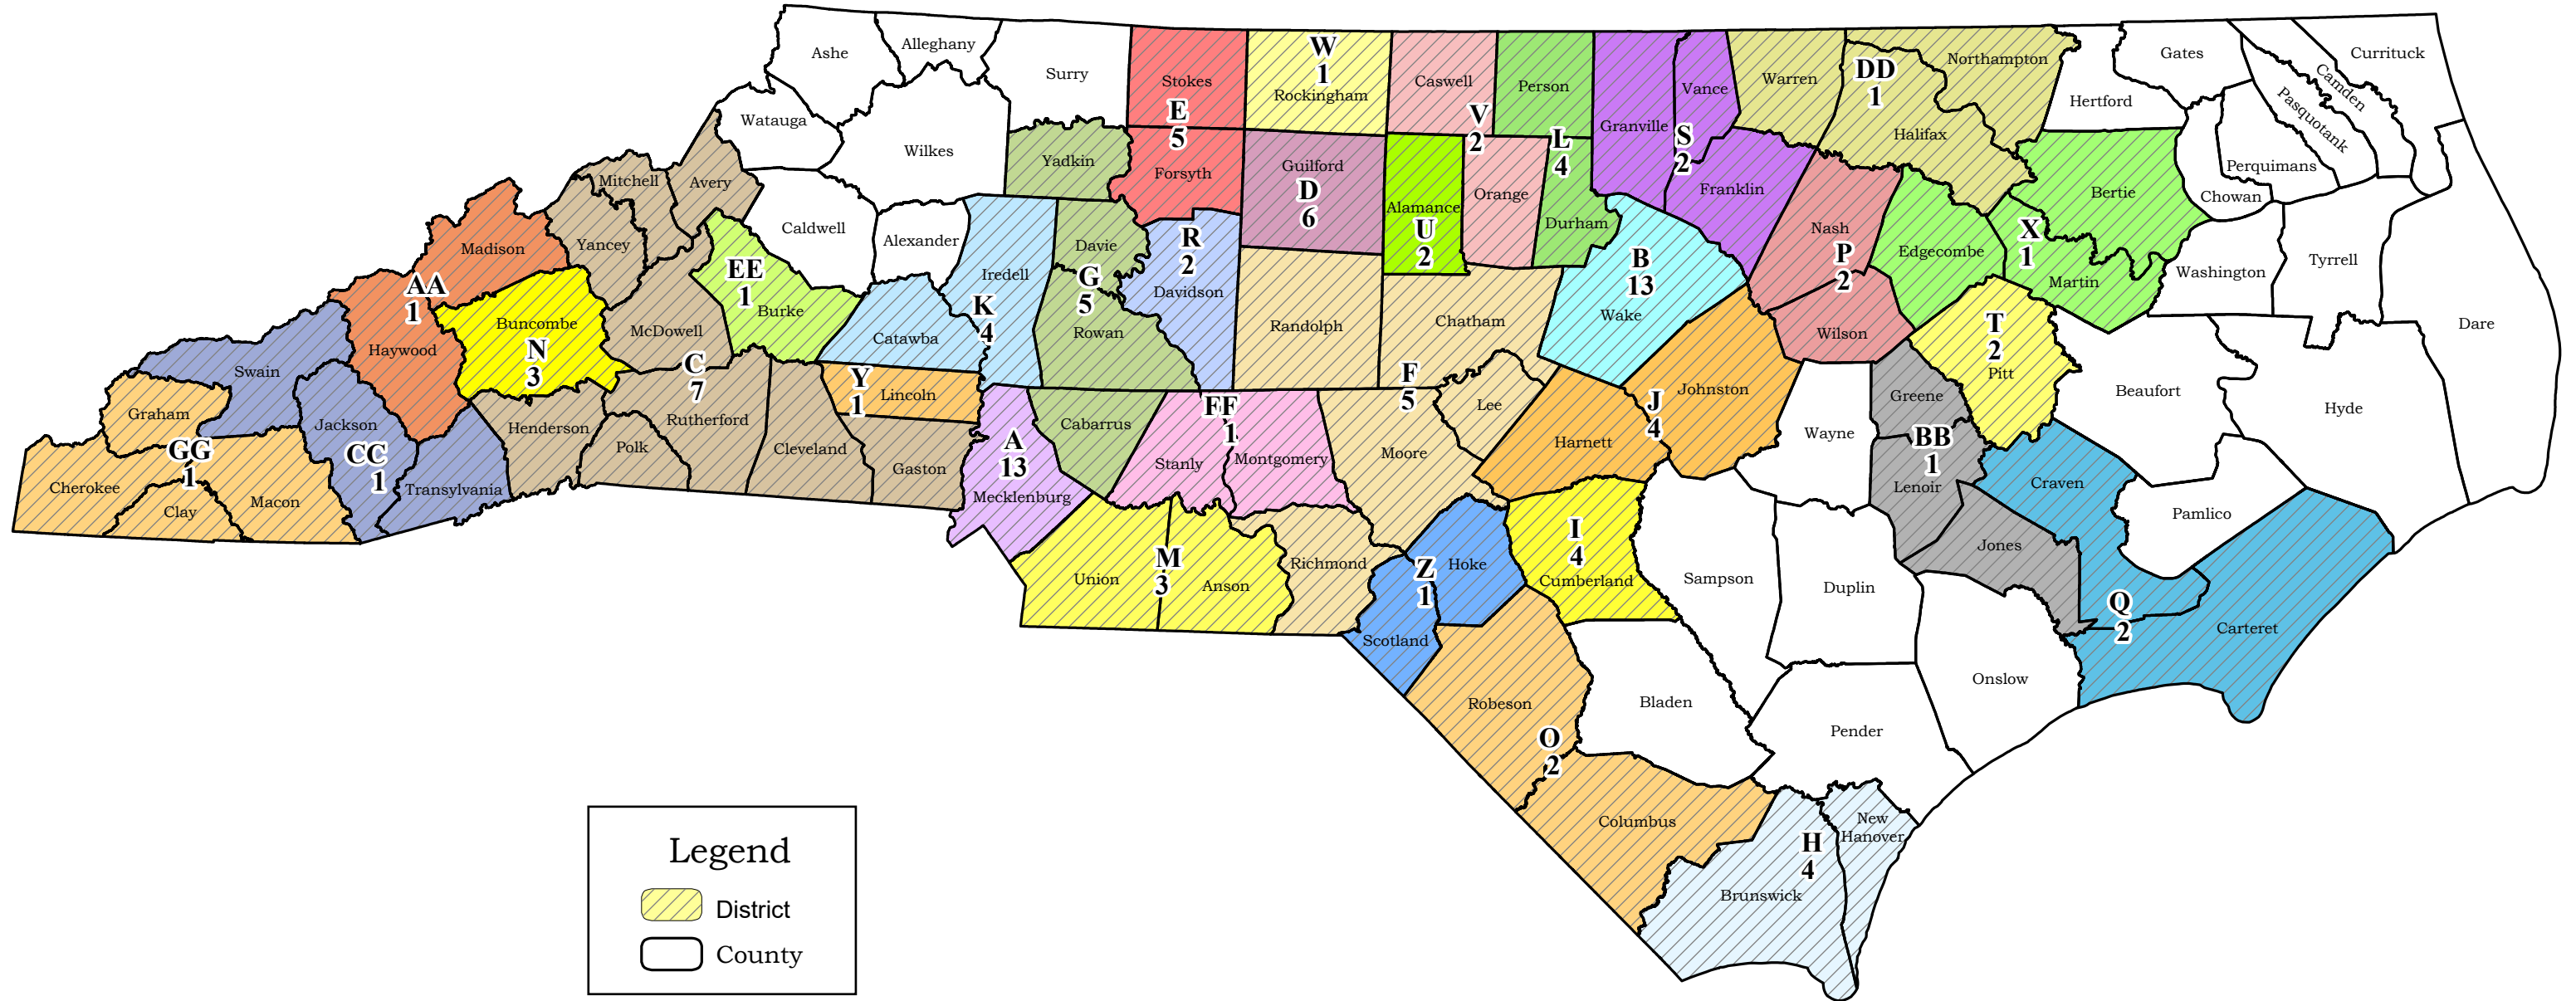 Ashe
Alleghany
Surry
Stokes
E
5
Forsyth
W
1
Rockingham
Caswell
V
2
Orange
Person
L
4
Durham
Granville
Vance
S
2
Franklin
Warren
DD
1
Halifax
Northampton
Hertford
Gates
Camden
Pasquotank
Currituck
Perquimans
Chowan
Bertie
X
1
Martin
Edgecombe
Nash
P
2
Wilson
Washington
Tyrrell
Dare
Watauga
Wilkes
Yadkin
Guilford
D
6
Alamance
U
2
B
13
Wake
Mitchell
Avery
Yancey
Madison
Caldwell
Alexander
Iredell
K
4
Catawba
Davie
G
5
Rowan
R
2
Davidson
Randolph
Chatham
F
5
Lee
Moore
EE
1
Burke
McDowell
C
7
Rutherford
AA
1
Haywood
Buncombe
N
3
Swain
Graham
GG
1
Cherokee
Clay
Macon
Jackson
CC
1
Transylvania
Henderson
Polk
Cleveland
Y
1
Lincoln
Gaston
A
13
Mecklenburg
Cabarrus
FF
1
Stanly
Montgomery
J
4
Johnston
Harnett
Wayne
Greene
BB
1
Lenoir
Jones
T
2
Pitt
Beaufort
Hyde
Craven
Pamlico
Q
2
Carteret
Union
M
3
Anson
Richmond
Z
1
Hoke
Scotland
I
4
Cumberland
Sampson
Duplin
Onslow
Robeson
O
2
Columbus
Bladen
Pender
New
Hanover
H
4
Brunswick
Legend
District
County